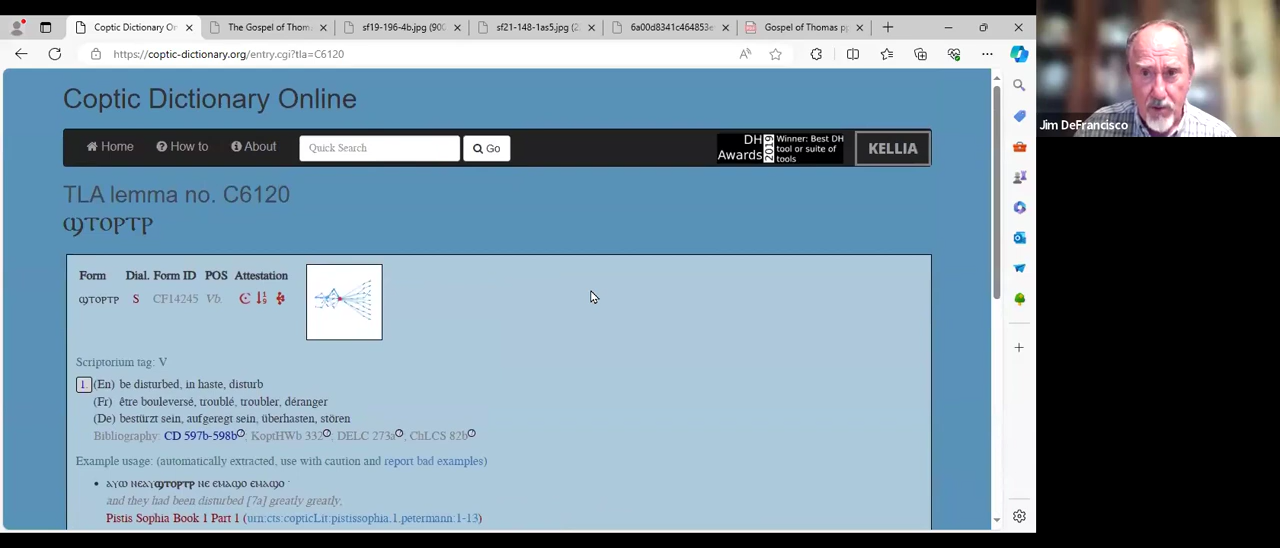 Coptic Dictionary On
The Gospel of Thom
sf19-196-4b.jpg (900
sf21-148-1as5.jpg (2
6a00d8341c464853e
Gospel of Thomas pp
https://coptic-dictionary.org/entry.cgi?tla=C6120
Jim DeFrancisco
Coptic Dictionary Online
Home How to About Quick Search Go
DH Awards 2019 Winner: Best DH tool or suite of tools
KELLIA
TLA lemma no. C6120
ϣⲧⲟⲣⲧⲣ
Form Dial. Form ID POS Attestation
ϣⲧⲟⲣⲧⲣ S CF14245 Vb.
Scriptorium tag: V
1. (En) be disturbed, in haste, disturb
(Fr) être bouleversé, troublé, troubler, déranger
(De) bestürzt sein, aufgeregt sein, überhasten, stören
Bibliography: CD 597b-598b, KoptHWb 332, DELC 273a, ChLCS 82b
Example usage: (automatically extracted, use with caution and report bad examples)
• ⲁⲩⲱ ⲛⲉⲁⲩϣⲧⲟⲣⲧⲣ ⲛⲉ ⲉⲙⲁϣⲟ ⲉⲙⲁϣⲟ ·
and they had been disturbed [7a] greatly greatly,
Pistis Sophia Book 1 Part 1 (urn:cts:copticLit:pistissophia.1.petermann:1-13)